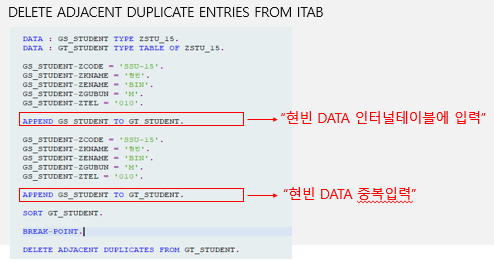 DELETE ADJACENT DUPLICATE ENTRIES FROM ITAB
DATA : GS_STUDENT TYPE ZSTU_15.
DATA : GT_STUDENT TYPE TABLE OF ZSTU_15.
GS_STUDENT-ZCODE = 'SSU-15'.
GS_STUDENT-ZKNAME = '현빈'.
GS_STUDENT-ZENAME = 'BIN'.
GS_STUDENT-ZGUBUN = 'M'.
GS_STUDENT-ZTEL = '010'.
APPEND GS_STUDENT TO GT_STUDENT.
"현빈 DATA 인터널테이블에 입력"
GS_STUDENT-ZCODE = 'SSU-15'.
GS_STUDENT-ZKNAME = '현빈'.
GS_STUDENT-ZENAME = 'BIN'.
GS_STUDENT-ZGUBUN = 'M'.
GS_STUDENT-ZTEL = '010'.
APPEND GS_STUDENT TO GT_STUDENT.
"현빈 DATA 중복입력"
SORT GT_STUDENT.
BREAK-POINT.
DELETE ADJACENT DUPLICATES FROM GT_STUDENT.